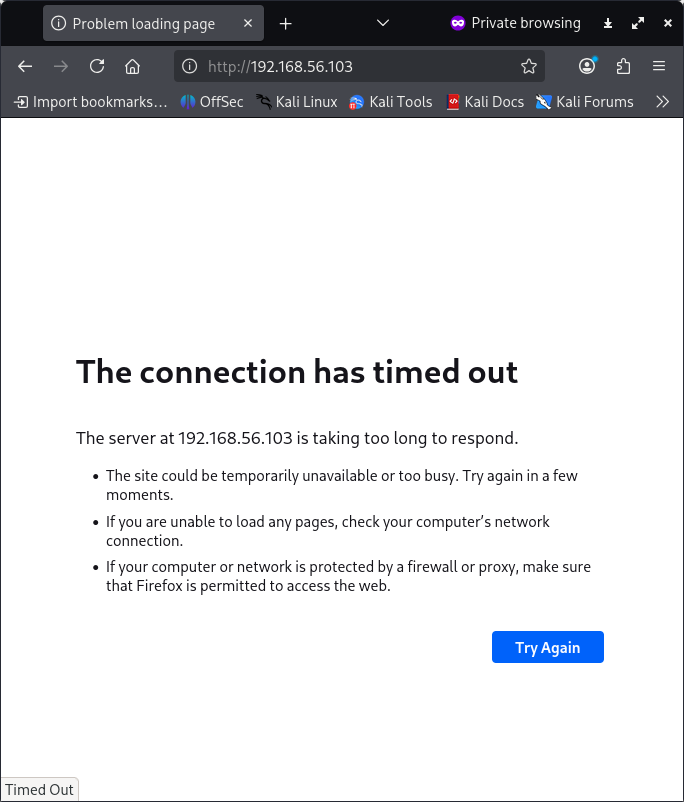 Problem loading page
Private browsing
http://192.168.56.103
Import bookmarks…
OffSec
Kali Linux
Kali Tools
Kali Docs
Kali Forums
The connection has timed out
The server at 192.168.56.103 is taking too long to respond.
The site could be temporarily unavailable or too busy. Try again in a few
moments.
If you are unable to load any pages, check your computer’s network
connection.
If your computer or network is protected by a firewall or proxy, make sure
that Firefox is permitted to access the web.
Try Again
Timed Out